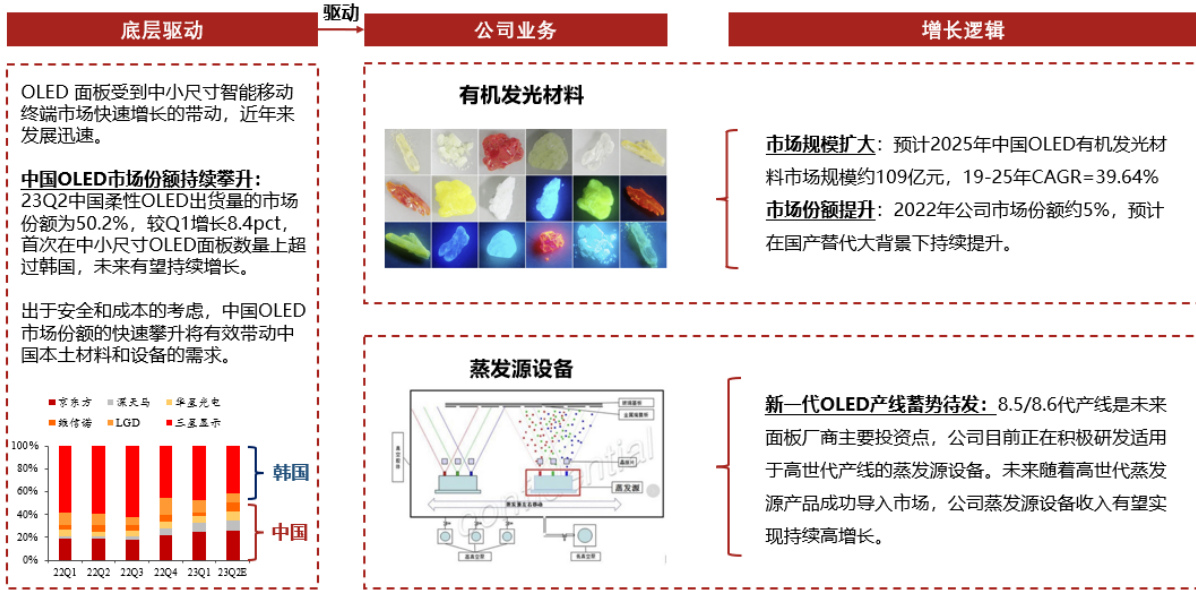 底层驱动
驱动
公司业务
增长逻辑
OLED 面板受到中小尺寸智能移动
终端市场快速增长的带动，近年来
发展迅速。
中国OLED市场份额持续攀升：
23Q2中国柔性OLED出货量的市场
份额为50.2%，较Q1增长8.4pct，
首次在中小尺寸OLED面板数量上超
过韩国，未来有望持续增长。
出于安全和成本的考虑，中国OLED
市场份额的快速攀升将有效带动中
国本土材料和设备的需求。
京东方 深天马 华星光电
维信诺 LGD 三星显示
100%
80%
60%
40%
20%
0%
22Q1 22Q2 22Q3 22Q4 23Q1 23Q2E
韩国
中国
有机发光材料
市场规模扩大：预计2025年中国OLED有机发光材
料市场规模约109亿元，19-25年CAGR=39.64%
市场份额提升：2022年公司市场份额约5%，预计
在国产替代大背景下持续提升。
蒸发源设备
蒸发源
confidential
新一代OLED产线蓄势待发：8.5/8.6代产线是未来
面板厂商主要投资点，公司目前正在积极研发适用
于高世代产线的蒸发源设备。未来随着高世代蒸发
源产品成功导入市场，公司蒸发源设备收入有望实
现持续高增长。